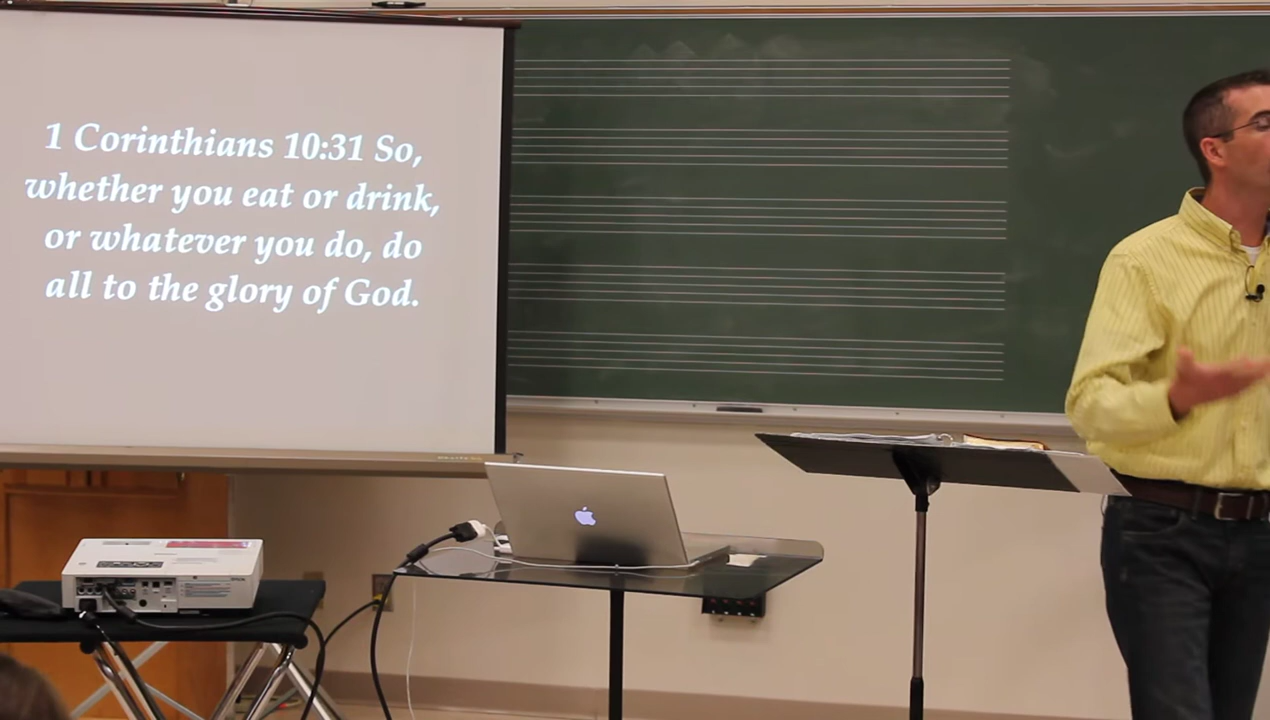 1 Corinthians 10:31 So,
whether you eat or drink,
or whatever you do, do
all to the glory of God.